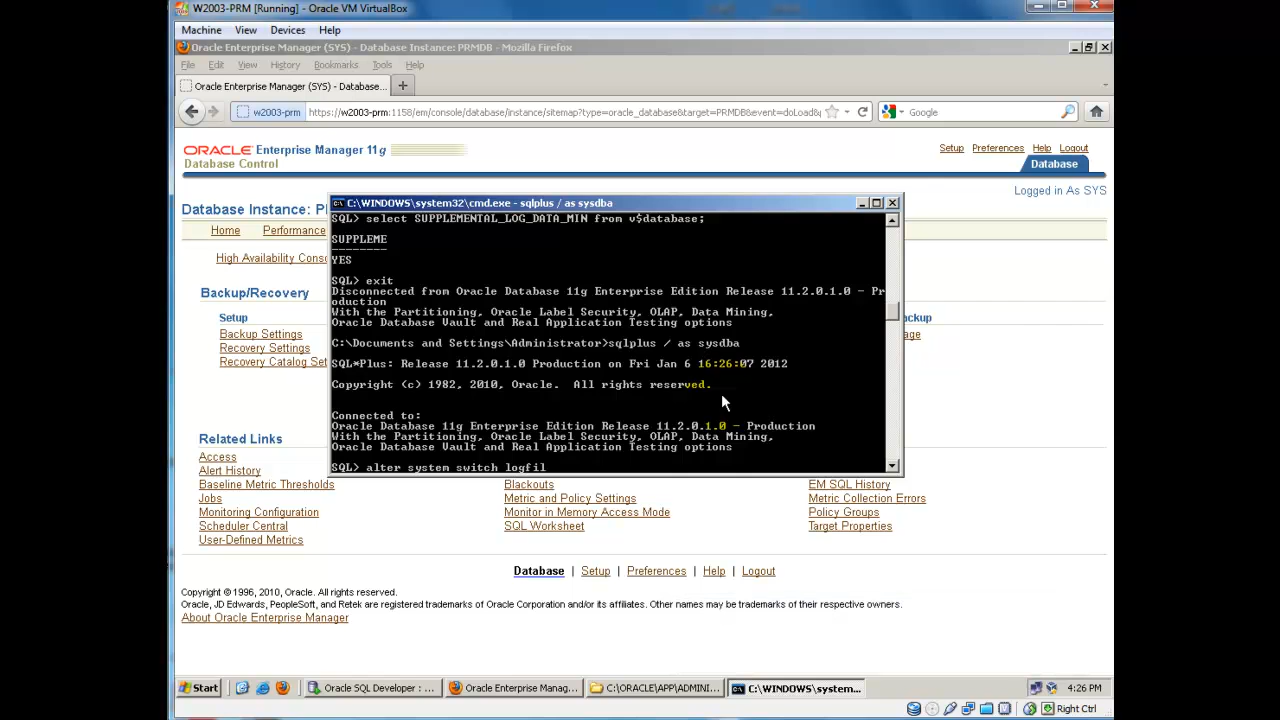 W2003-PRM [Running] - Oracle VM VirtualBox
Machine View Devices Help
Oracle Enterprise Manager (SYS) - Database Instance: PRMDB - Mozilla Firefox
File Edit View History Bookmarks Tools Help
Oracle Enterprise Manager (SYS) - Database... +
w2003-prm https://w2003-prm:1158/em/console/database/instance/sitemap?type=oracle_database&target=PRMDB&event=doLoad& Google
ORACLE Enterprise Manager 11g
Database Control
Setup Preferences Help Logout
Database
Logged in As SYS
Database Instance: PI
Home Performance
High Availability Conso
Backup/Recovery
Setup
Backup Settings
Recovery Settings
Recovery Catalog Set
ackup
age
C:\WINDOWS\system32\cmd.exe - sqlplus / as sysdba
SQL> select SUPPLEMENTAL_LOG_DATA_MIN from v$database;
SUPPLEME
--------
YES
SQL> exit
Disconnected from Oracle Database 11g Enterprise Edition Release 11.2.0.1.0 - Pr
oduction
With the Partitioning, Oracle Label Security, OLAP, Data Mining,
Oracle Database Vault and Real Application Testing options
C:\Documents and Settings\Administrator>sqlplus / as sysdba
SQL*Plus: Release 11.2.0.1.0 Production on Fri Jan 6 16:26:07 2012
Copyright (c) 1982, 2010, Oracle. All rights reserved.
Connected to:
Oracle Database 11g Enterprise Edition Release 11.2.0.1.0 - Production
With the Partitioning, Oracle Label Security, OLAP, Data Mining,
Oracle Database Vault and Real Application Testing options
SQL> alter system switch logfil
Related Links
Access
Alert History
Baseline Metric Thresholds Blackouts EM SQL History
Jobs Metric and Policy Settings Metric Collection Errors
Monitoring Configuration Monitor in Memory Access Mode Policy Groups
Scheduler Central SQL Worksheet Target Properties
User-Defined Metrics
Database | Setup | Preferences | Help | Logout
Copyright © 1996, 2010, Oracle. All rights reserved.
Oracle, JD Edwards, PeopleSoft, and Retek are registered trademarks of Oracle Corporation and/or its affiliates. Other names may be trademarks of their respective owners.
About Oracle Enterprise Manager
Start Oracle SQL Developer : ... Oracle Enterprise Manag... C:\ORACLE\APP\ADMINI... C:\WINDOWS\system... 4:26 PM
Right Ctrl